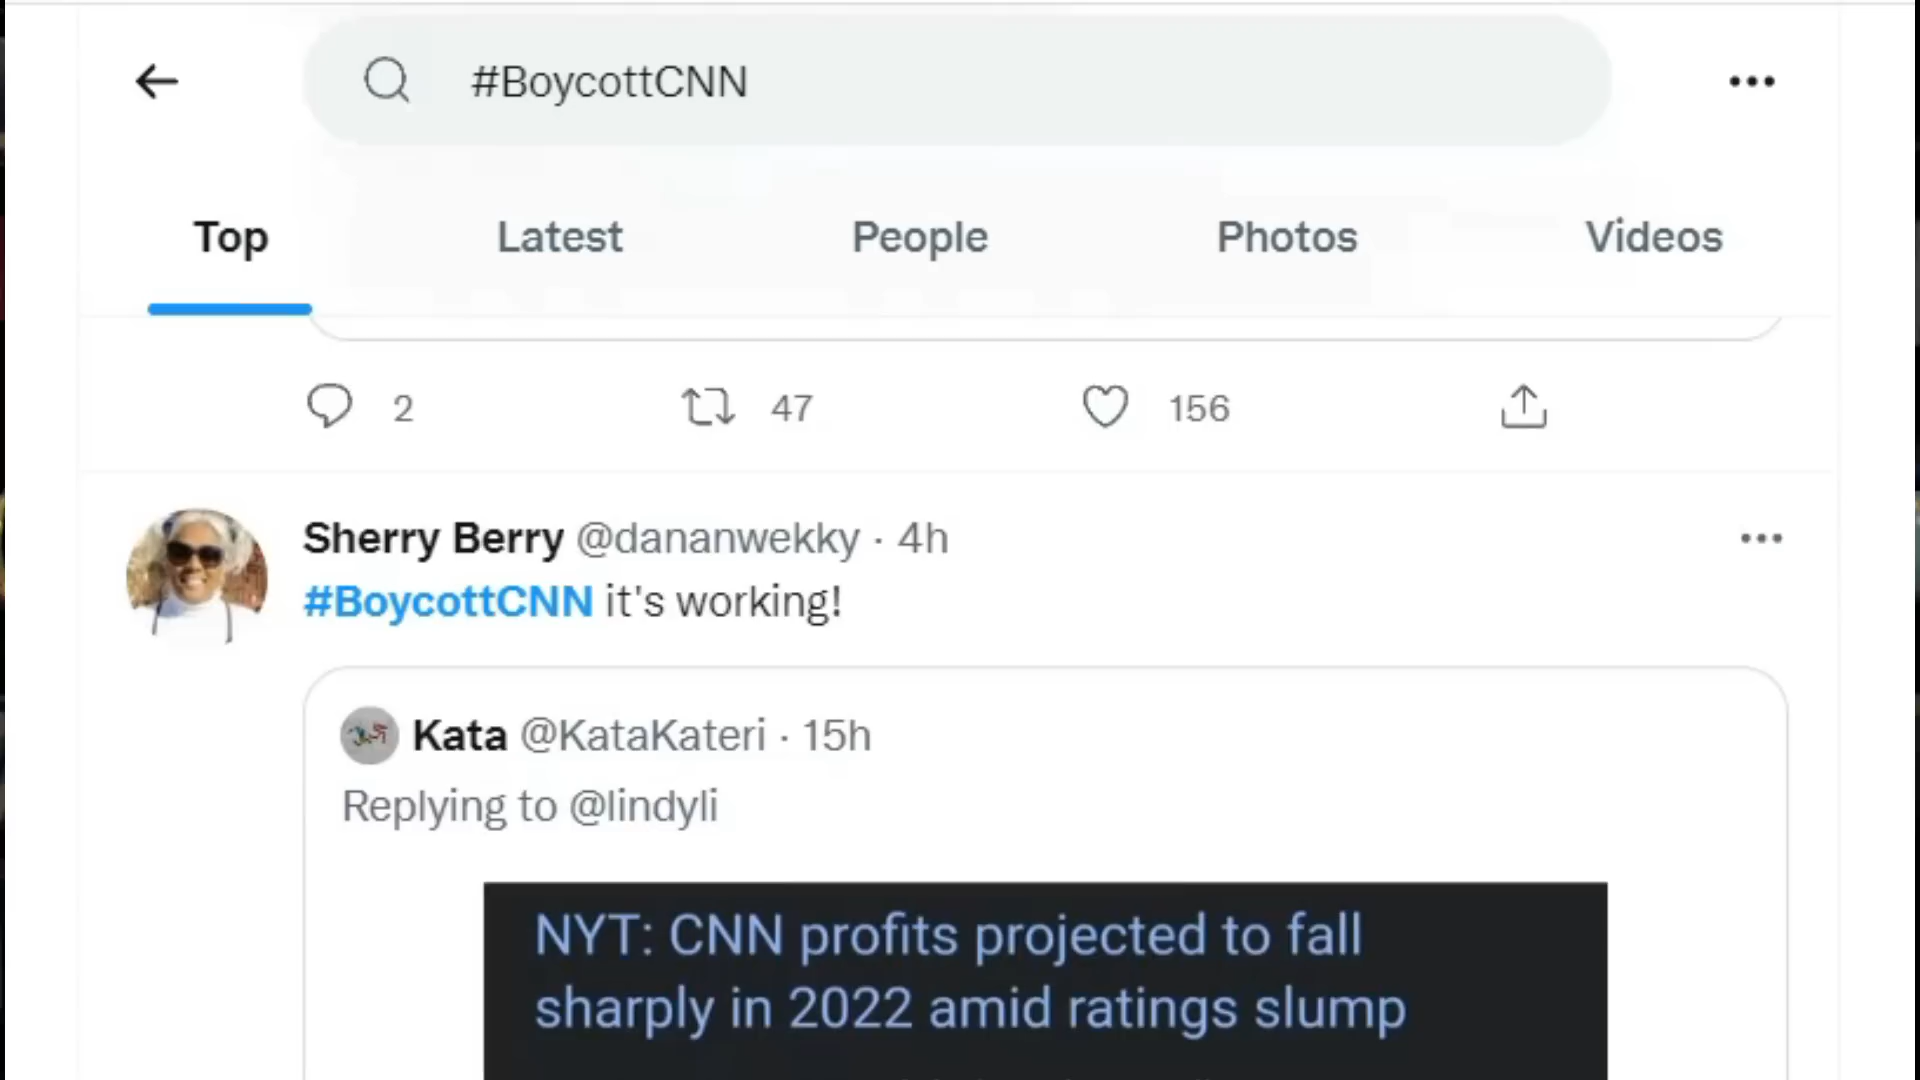 #BoycottCNN
Top Latest People Photos Videos
2 47 156
Sherry Berry @dananwekky · 4h
#BoycottCNN it's working!
Kata @KataKateri · 15h
Replying to @lindyli
NYT: CNN profits projected to fall
sharply in 2022 amid ratings slump